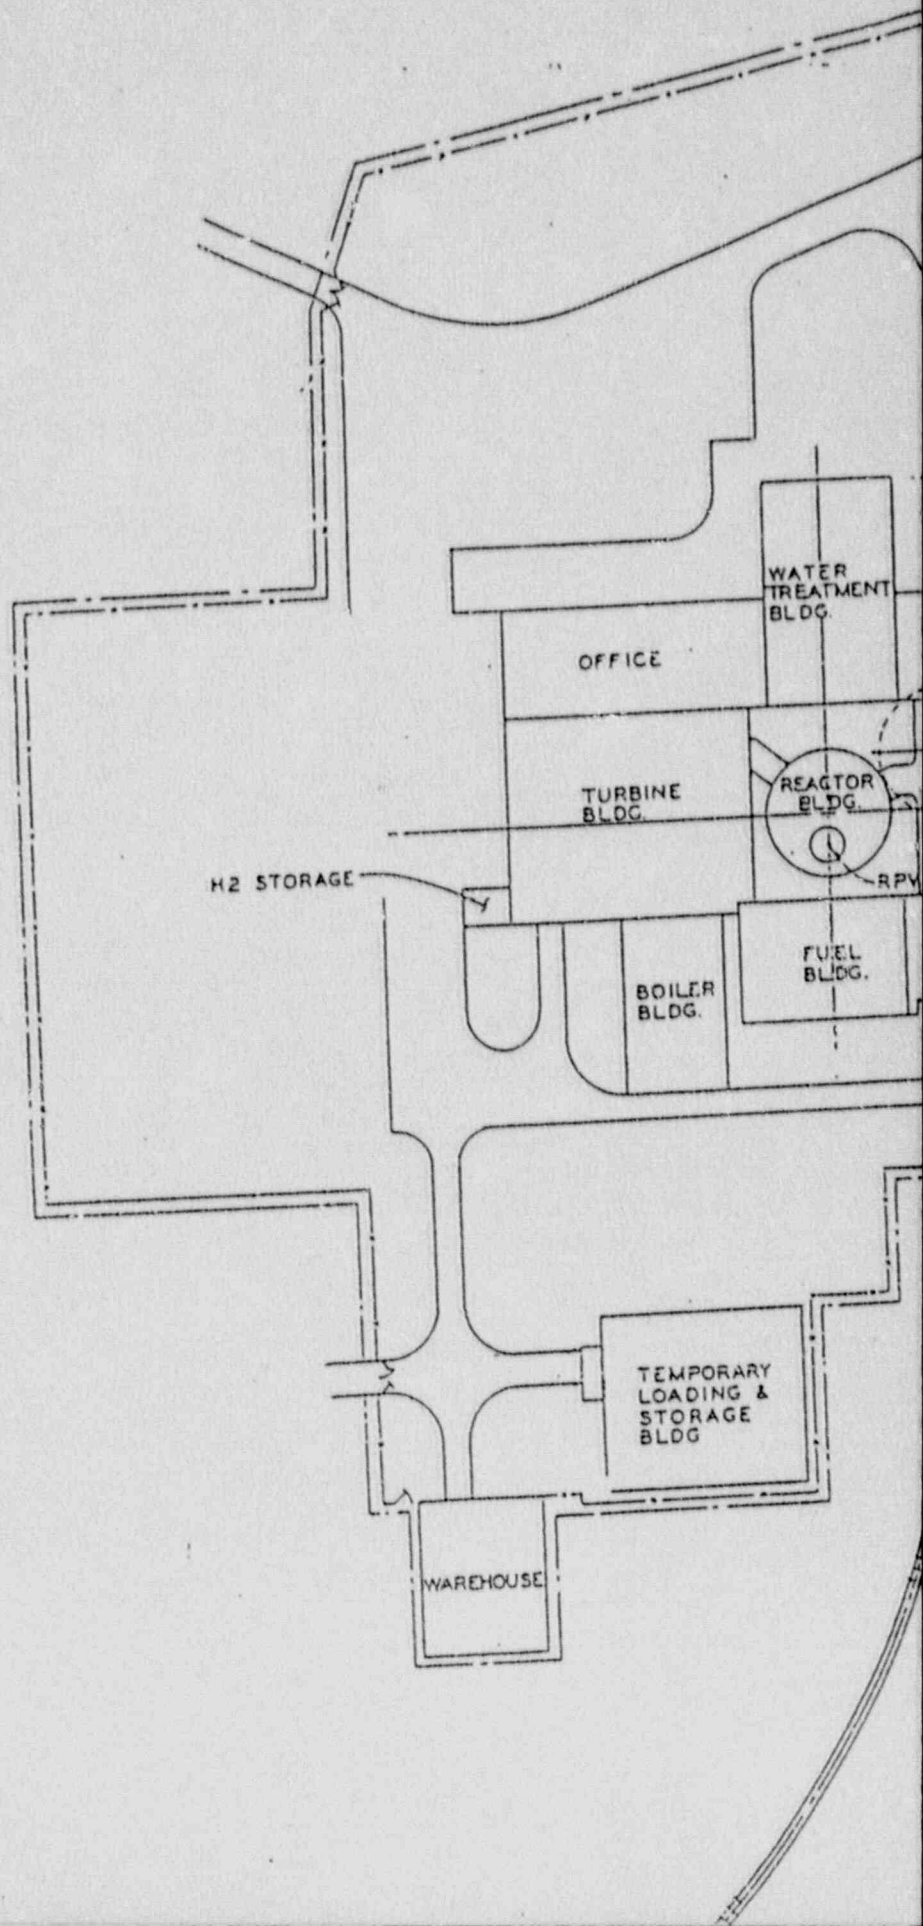 WATER
TREATMENT
BLDG.
OFFICE
TURBINE
BLDG.
REACTOR
BLDG.
H2 STORAGE
RPV
FUEL
BLDG.
BOILER
BLDG.
TEMPORARY
LOADING &
STORAGE
BLDG
WAREHOUSE